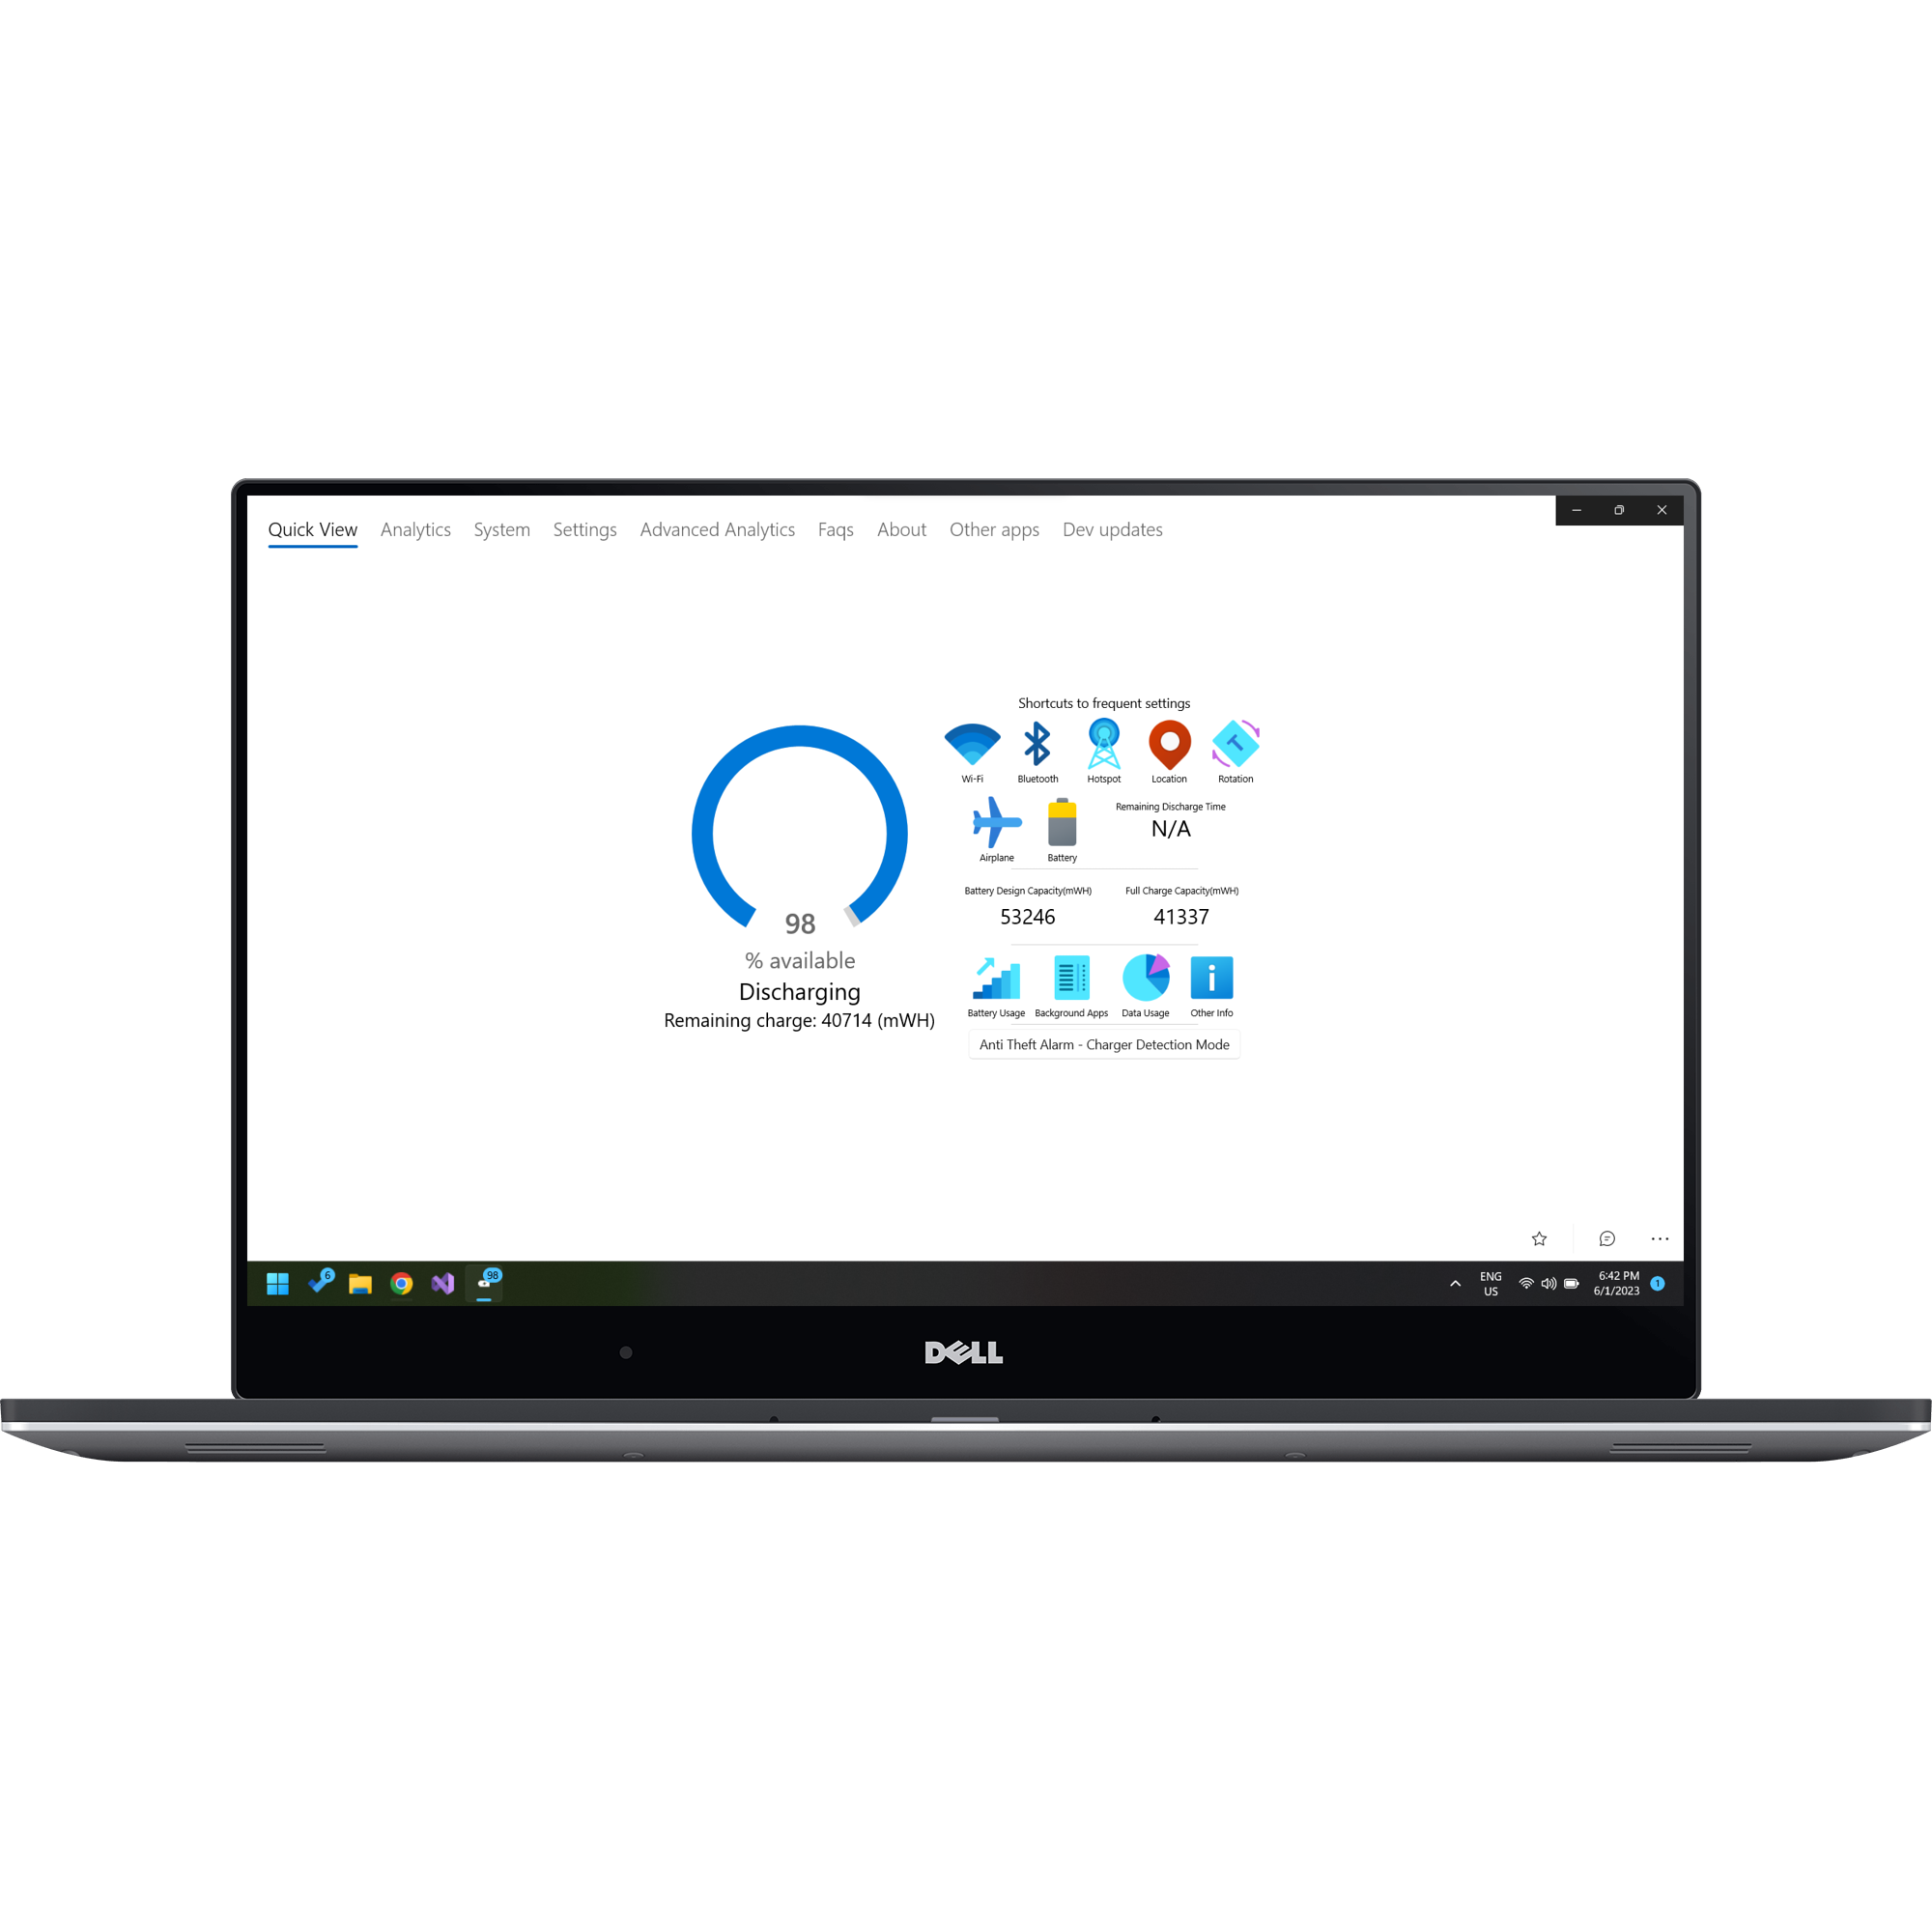 Quick View Analytics System Settings Advanced Analytics Faqs About Other apps Dev updates
98
% available
Discharging
Remaining charge: 40714 (mWH)
Shortcuts to frequent settings
Wi-Fi Bluetooth Hotspot Location Rotation
Airplane Battery
Remaining Discharge Time
N/A
Battery Design Capacity(mWH) Full Charge Capacity(mWH)
53246 41337
Battery Usage Background Apps Data Usage Other Info
Anti Theft Alarm - Charger Detection Mode
6 98
ENG
US
6:42 PM
6/1/2023
1
DELL